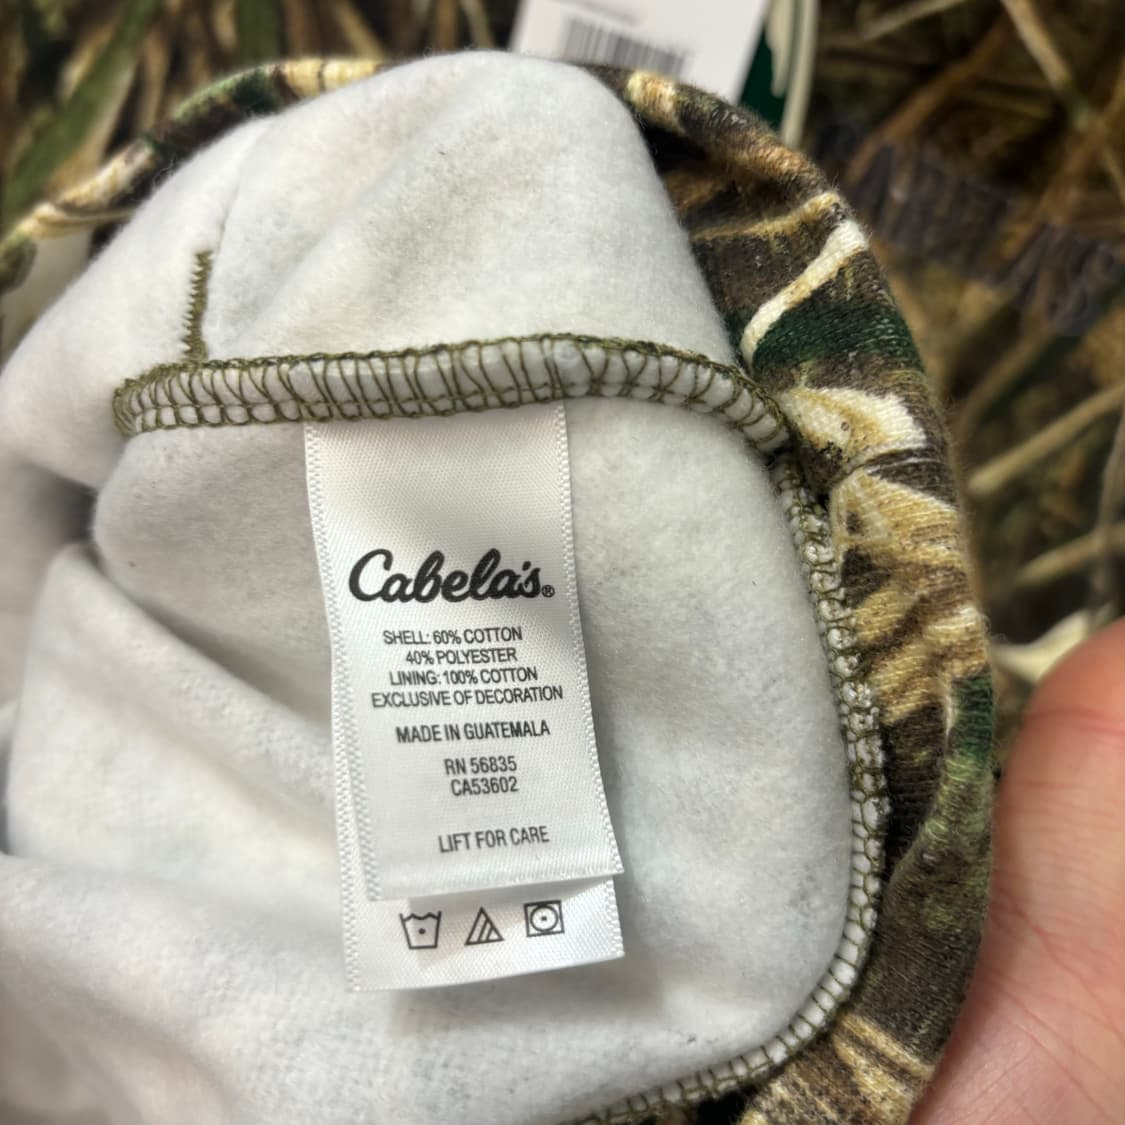 Cabela's®
SHELL: 60% COTTON
40% POLYESTER
LINING: 100% COTTON
EXCLUSIVE OF DECORATION
MADE IN GUATEMALA
RN 56835
CA53602
LIFT FOR CARE